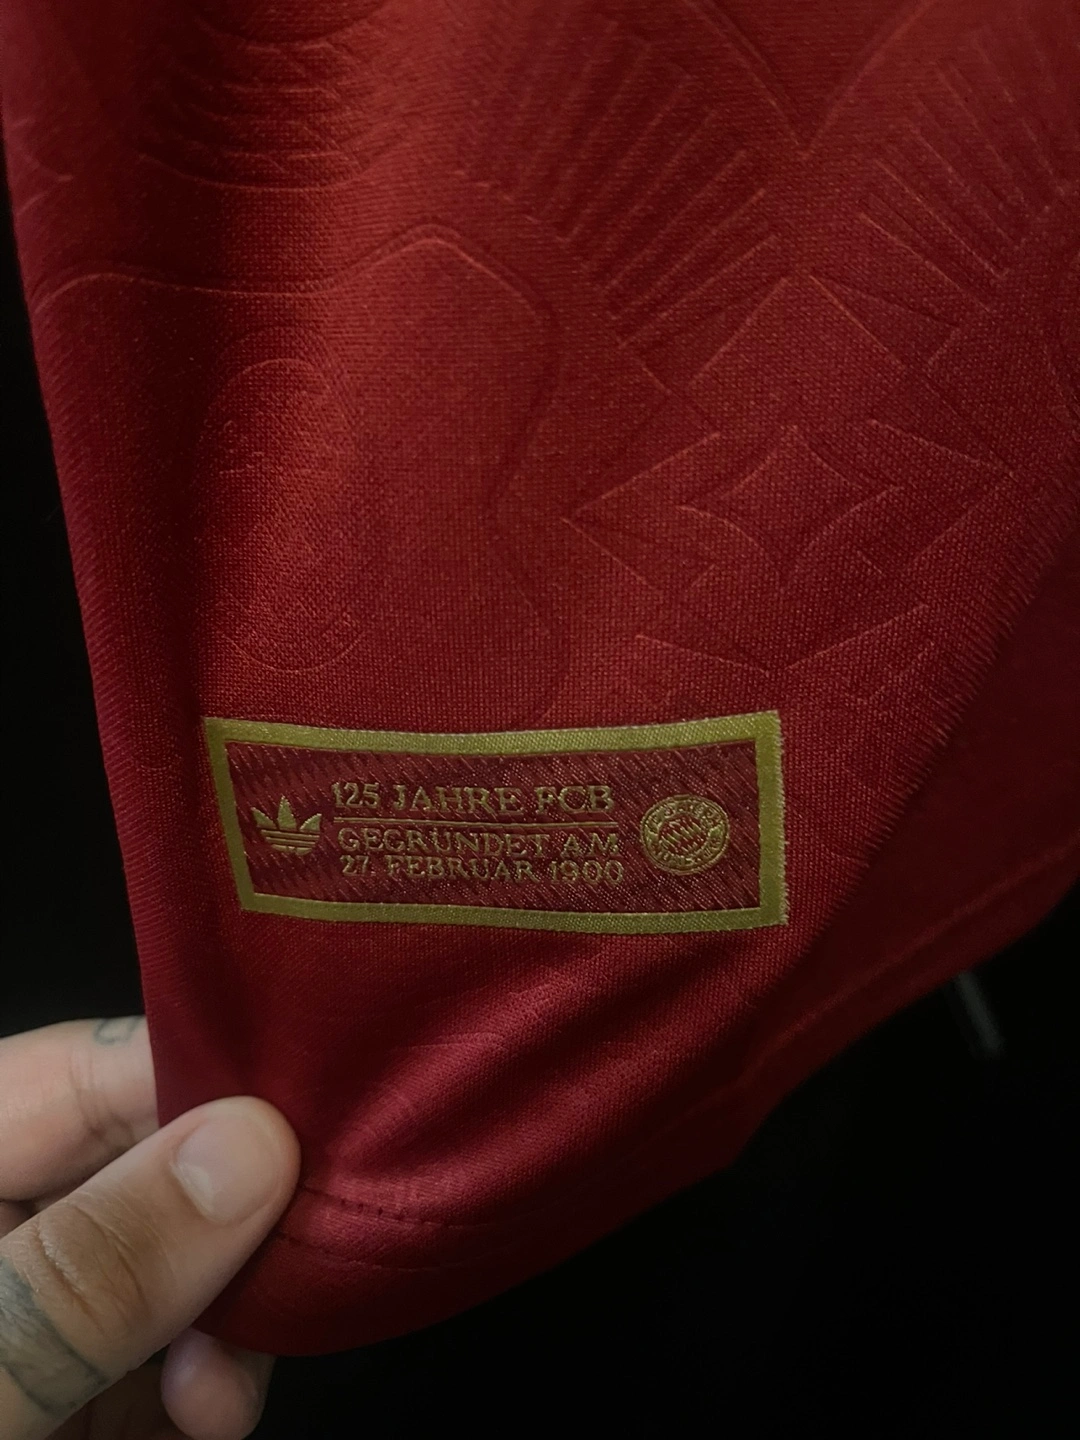 125 JAHRE FCB
GEGRÜNDET AM
27. FEBRUAR 1900